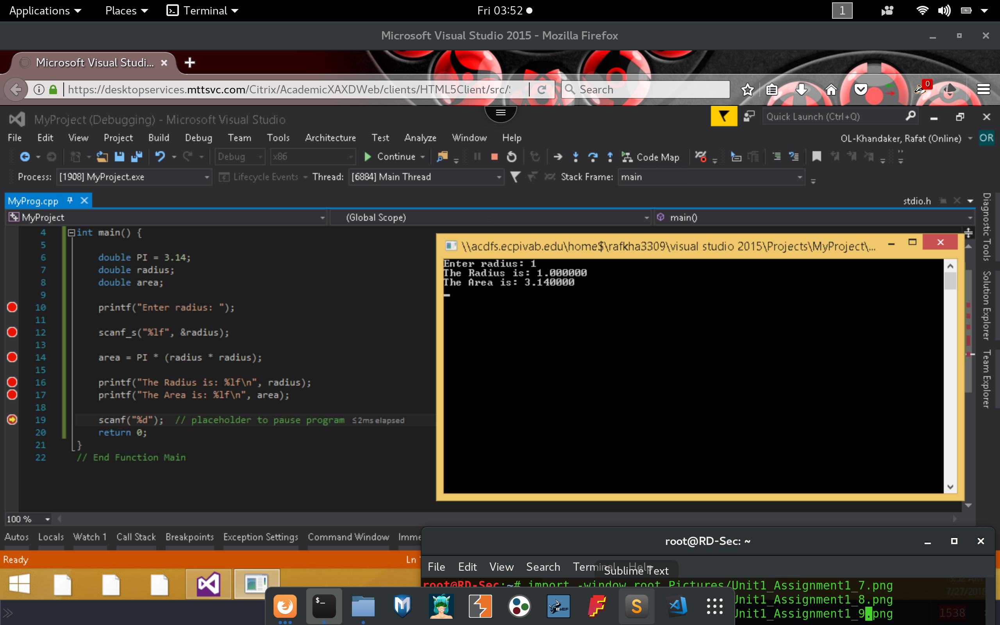 Applications Places Terminal Fri 03:52 1
Microsoft Visual Studio 2015 - Mozilla Firefox
Microsoft Visual Studi...
https://desktopservices.mttsvc.com/Citrix/AcademicXAXDWeb/clients/HTML5Client/src/ Search 0
MyProject (Debugging) - Microsoft Visual Studio Quick Launch (Ctrl+Q)
File Edit View Project Build Debug Team Tools Architecture Test Analyze Window Help OL-Khandaker, Rafat (Online) OR
Debug x86 Continue Code Map
Process: [1908] MyProject.exe Lifecycle Events Thread: [6884] Main Thread Stack Frame: main
MyProg.cpp stdio.h
MyProject (Global Scope) main()
Diagnostic Tools
Solution Explorer
Team Explorer
4 int main() {
5
6 double PI = 3.14;
7 double radius;
8 double area;
9
10 printf("Enter radius: ");
11
12 scanf_s("%lf", &radius);
13
14 area = PI * (radius * radius);
15
16 printf("The Radius is: %lf\n", radius);
17 printf("The Area is: %lf\n", area);
18
19 scanf("%d"); // placeholder to pause program ≤2ms elapsed
20 return 0;
21 }
22 // End Function Main
\\acdfs.ecpivab.edu\home$\rafkha3309\visual studio 2015\Projects\MyProject\...
Enter radius: 1
The Radius is: 1.000000
The Area is: 3.140000
100 %
Autos Locals Watch 1 Call Stack Breakpoints Exception Settings Command Window Imme
Ready Ln
root@RD-Sec: ~
File Edit View Search Terminal Help
Sublime Text
root@RD-Sec:~# import -window root Pictures/Unit1_Assignment1_7.png
Unit1_Assignment1_8.png
Unit1_Assignment1_9.png
3:52 AM
7/27/2018
1538
$_
BeEF